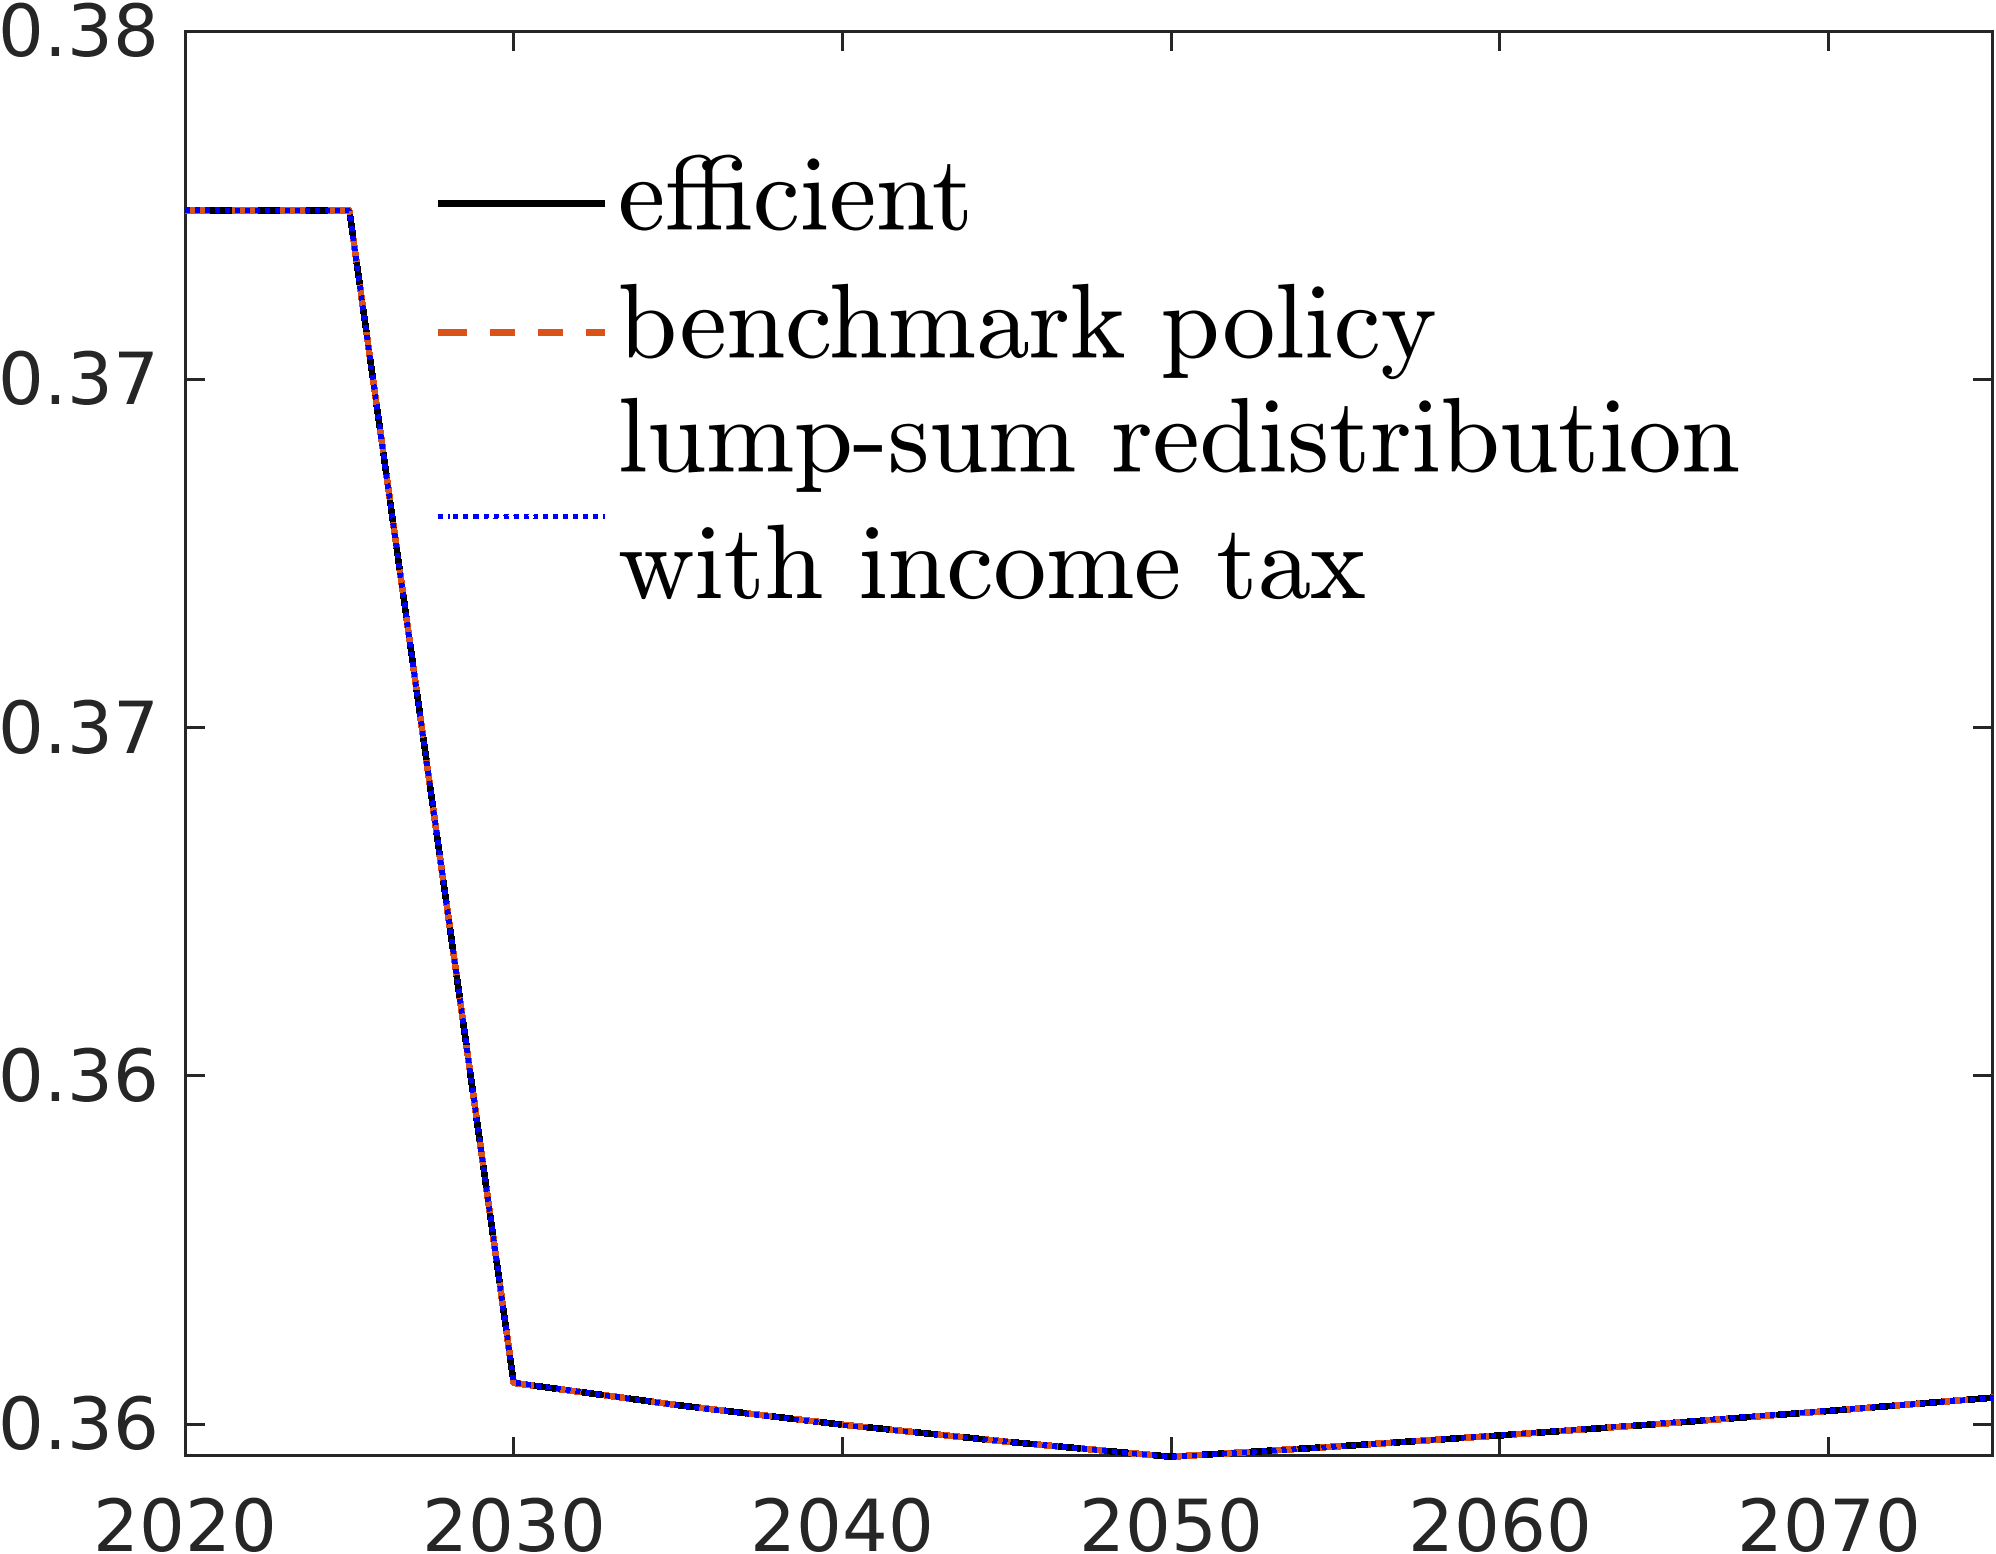 0.38
efficient
benchmark policy
0.37
lump-sum redistribution
with income tax
0.37
0.36
0.36
2020 2030 2040 2050 2060 2070